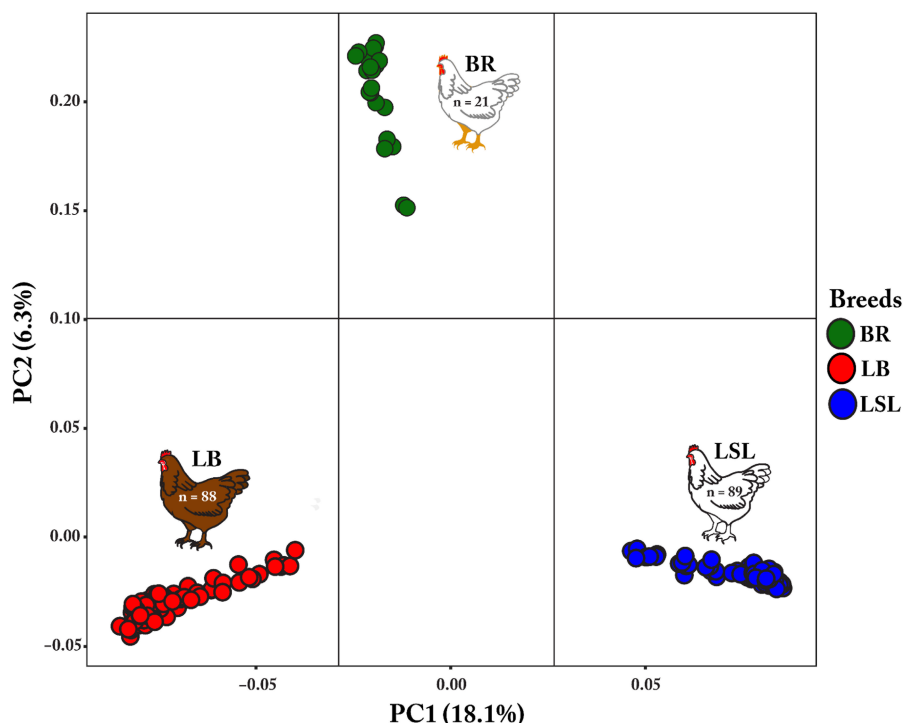 BR
n = 21
0.20
0.15
PC2 (6.3%)
0.10
Breeds
BR
LB
LSL
0.05
LB
n = 88
LSL
n = 89
0.00
−0.05
−0.05
0.00
0.05
PC1 (18.1%)